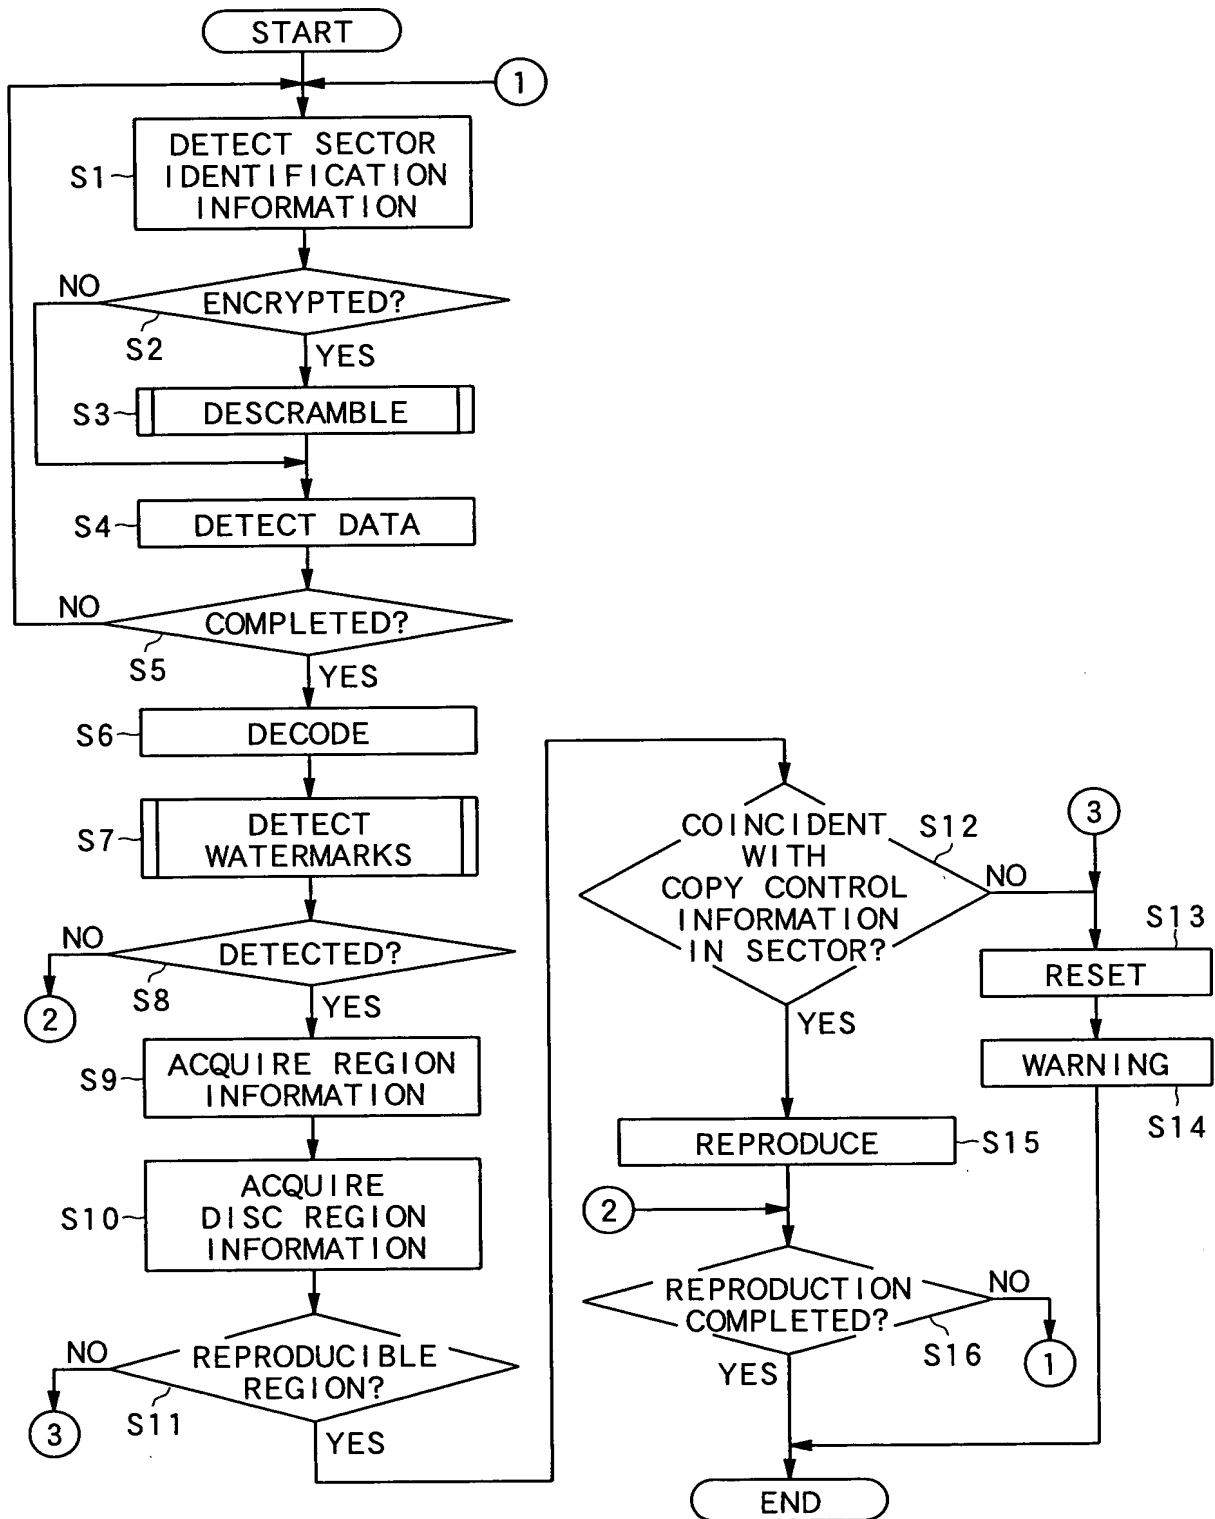 START
1
DETECT SECTOR
S1
IDENTIFICATION
INFORMATION
NO
ENCRYPTED?
S2
YES
S3
DESCRAMBLE
S4
DETECT DATA
NO
COMPLETED?
S5
YES
S6
DECODE
S7
DETECT
WATERMARKS
NO
DETECTED?
S8
2
YES
S9
ACQUIRE REGION
INFORMATION
S10
ACQUIRE
DISC REGION
INFORMATION
NO
REPRODUCIBLE
REGION?
S11
3
YES
COINCIDENT
WITH
COPY CONTROL
INFORMATION
IN SECTOR?
S12
NO
3
S13
RESET
YES
WARNING
S14
REPRODUCE
S15
2
REPRODUCTION
COMPLETED?
NO
S16
1
YES
END